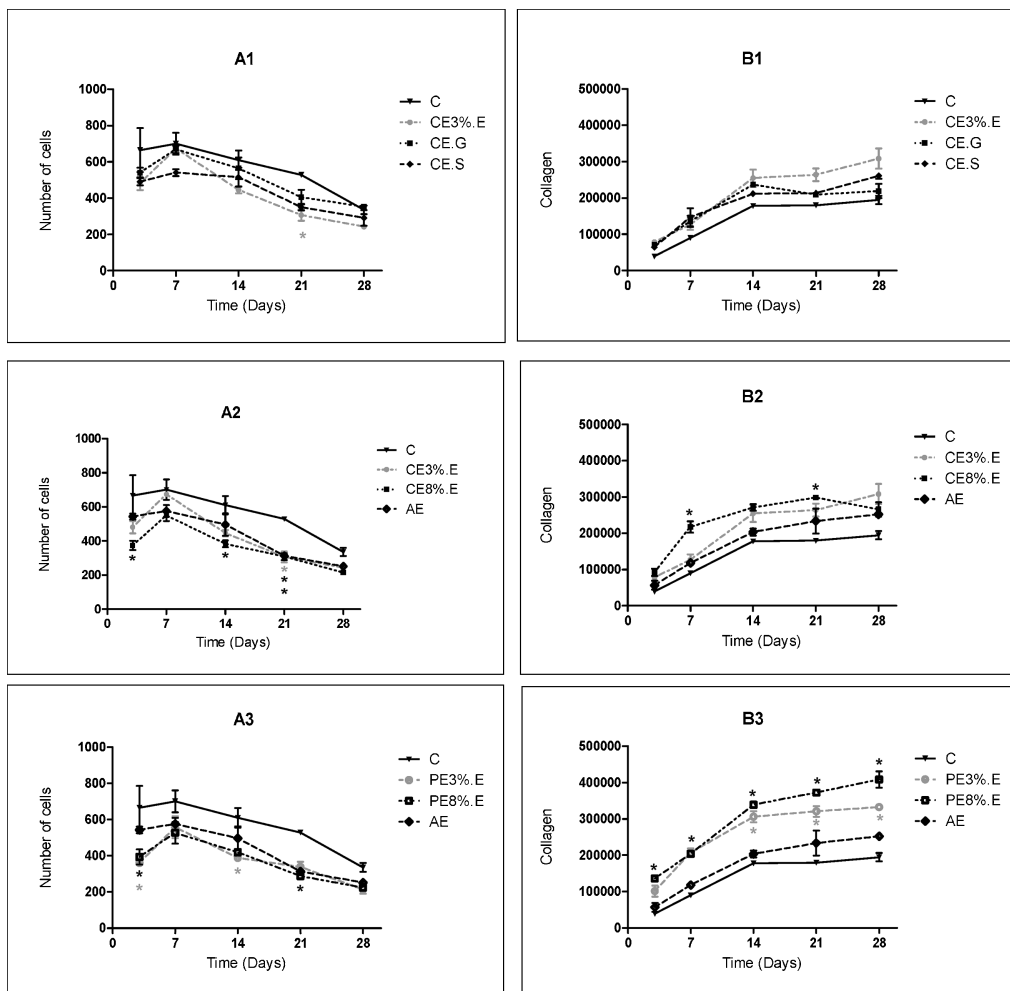 A1
Number of cells
1000
800
600
400
200
0
0 7 14 21 28
Time (Days)
C
CE3%.E
CE.G
CE.S
*
B1
Collagen
500000
400000
300000
200000
100000
0
0 7 14 21 28
Time (Days)
C
CE3%.E
CE.G
CE.S
A2
Number of cells
1000
800
600
400
200
0
0 7 14 21 28
Time (Days)
C
CE3%.E
CE8%.E
AE
* * *
*
*
B2
Collagen
500000
400000
300000
200000
100000
0
0 7 14 21 28
Time (Days)
C
CE3%.E
CE8%.E
AE
* *
A3
Number of cells
1000
800
600
400
200
0
0 7 14 21 28
Time (Days)
C
PE3%.E
PE8%.E
AE
* * *
*
B3
Collagen
500000
400000
300000
200000
100000
0
0 7 14 21 28
Time (Days)
C
PE3%.E
PE8%.E
AE
* * * * *
* * *